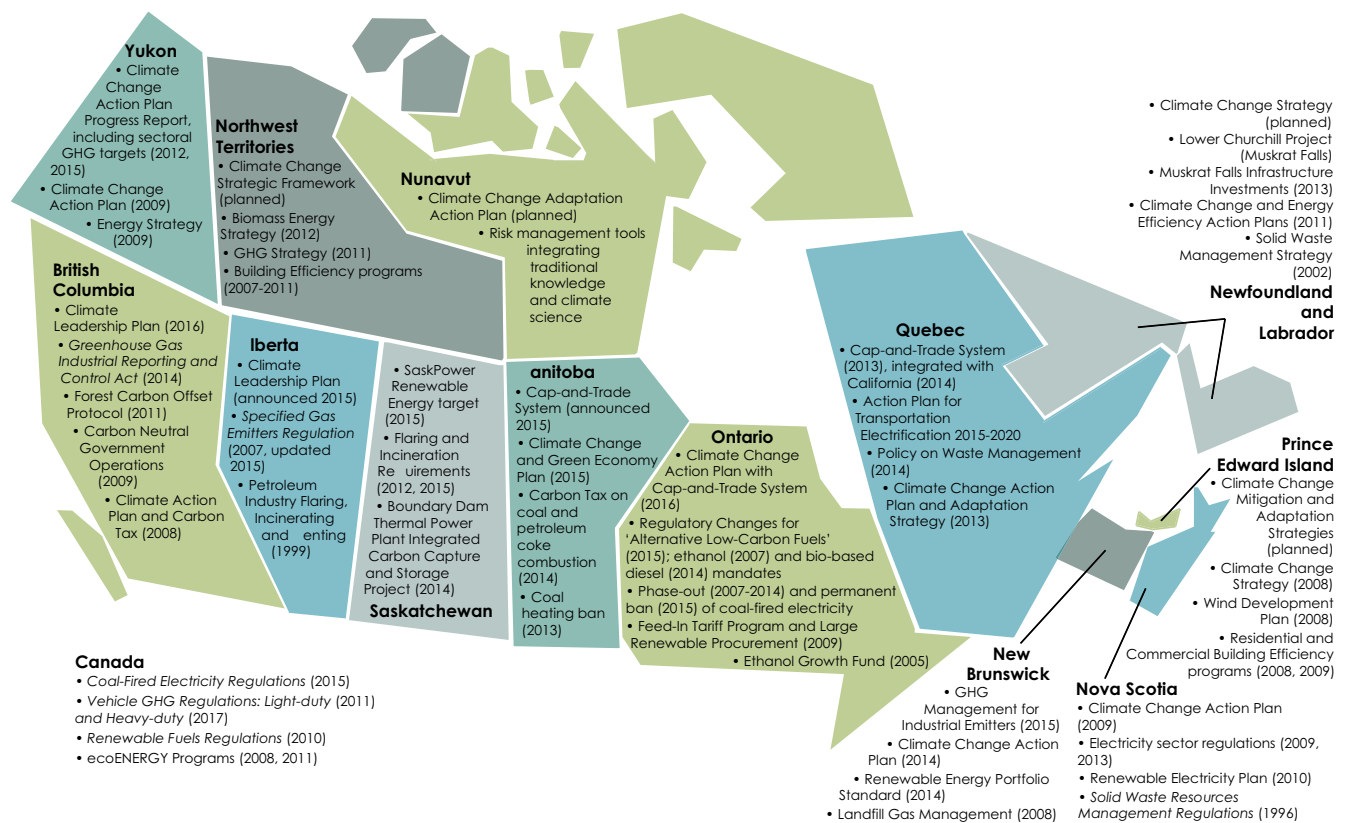 Yukon
• Climate
Change
Action Plan
Progress Report,
including sectoral
GHG targets (2012,
2015)
• Climate Change
Action Plan (2009)
• Energy Strategy
(2009)
Northwest
Territories
• Climate Change
Strategic Framework
(planned)
• Biomass Energy
Strategy (2012)
• GHG Strategy (2011)
• Building Efficiency programs
(2007-2011)
Nunavut
• Climate Change Adaptation
Action Plan (planned)
• Risk management tools
integrating
traditional
knowledge
and climate
science
British
Columbia
• Climate
Leadership Plan (2016)
• Greenhouse Gas
Industrial Reporting and
Control Act (2014)
• Forest Carbon Offset
Protocol (2011)
• Carbon Neutral
Government
Operations
(2009)
• Climate Action
Plan and Carbon
Tax (2008)
lberta
• Climate
Leadership Plan
(announced 2015)
• Specified Gas
Emitters Regulation
(2007, updated
2015)
• Petroleum
Industry Flaring,
Incinerating
and enting
(1999)
• SaskPower
Renewable
Energy target
(2015)
• Flaring and
Incineration
Re uirements
(2012, 2015)
• Boundary Dam
Thermal Power
Plant Integrated
Carbon Capture
and Storage
Project (2014)
Saskatchewan
anitoba
• Cap-and-Trade
System (announced
2015)
• Climate Change
and Green Economy
Plan (2015)
• Carbon Tax on
coal and
petroleum
coke
combustion
(2014)
• Coal
heating ban
(2013)
Ontario
• Climate Change
Action Plan with
Cap-and-Trade System
(2016)
• Regulatory Changes for
‘Alternative Low-Carbon Fuels’
(2015); ethanol (2007) and bio-based
diesel (2014) mandates
• Phase-out (2007-2014) and permanent
ban (2015) of coal-fired electricity
• Feed-In Tariff Program and Large
Renewable Procurement (2009)
• Ethanol Growth Fund (2005)
Quebec
• Cap-and-Trade System
(2013), integrated with
California (2014)
• Action Plan for
Transportation
Electrification 2015-2020
• Policy on Waste Management
(2014)
• Climate Change Action
Plan and Adaptation
Strategy (2013)
• Climate Change Strategy
(planned)
• Lower Churchill Project
(Muskrat Falls)
• Muskrat Falls Infrastructure
Investments (2013)
• Climate Change and Energy
Efficiency Action Plans (2011)
• Solid Waste
Management Strategy
(2002)
Newfoundland
and
Labrador
Prince
Edward Island
• Climate Change
Mitigation and
Adaptation
Strategies
(planned)
• Climate Change
Strategy (2008)
• Wind Development
Plan (2008)
• Residential and
Commercial Building Efficiency
programs (2008, 2009)
New
Brunswick
• GHG
Management for
Industrial Emitters (2015)
• Climate Change Action
Plan (2014)
• Renewable Energy Portfolio
Standard (2014)
• Landfill Gas Management (2008)
Nova Scotia
• Climate Change Action Plan
(2009)
• Electricity sector regulations (2009,
2013)
• Renewable Electricity Plan (2010)
• Solid Waste Resources
Management Regulations (1996)
Canada
• Coal-Fired Electricity Regulations (2015)
• Vehicle GHG Regulations: Light-duty (2011)
and Heavy-duty (2017)
• Renewable Fuels Regulations (2010)
• ecoENERGY Programs (2008, 2011)